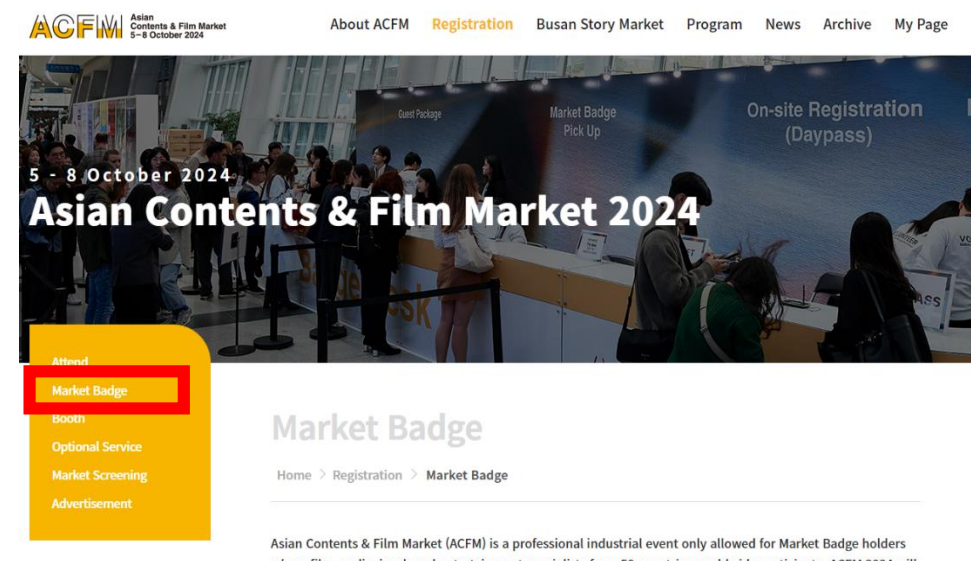 ACFM
Asian
Contents & Film Market
5–8 October 2024
About ACFM Registration Busan Story Market Program News Archive My Page
Guest Package
Market Badge
Pick Up
On-site Registration
(Daypass)
5 - 8 October 2024
Asian Contents & Film Market 2024
Attend
Market Badge
Booth
Optional Service
Market Screening
Advertisement
Market Badge
Home > Registration > Market Badge
Asian Contents & Film Market (ACFM) is a professional industrial event only allowed for Market Badge holders